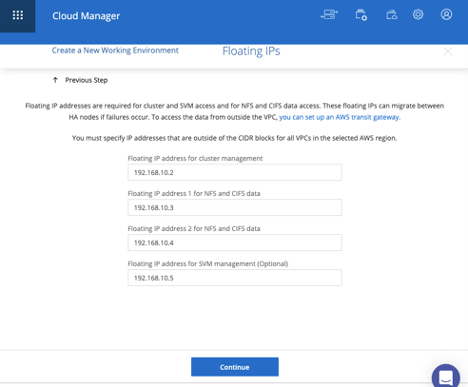 Cloud Manager
Create a New Working Environment
Floating IPs
Previous Step
Floating IP addresses are required for cluster and SVM access and for NFS and CIFS data access. These floating IPs can migrate between
HA nodes if failures occur. To access the data from outside the VPC, you can set up an AWS transit gateway.
You must specify IP addresses that are outside of the CIDR blocks for all VPCs in the selected AWS region.
Floating IP address for cluster management
192.168.10.2
Floating IP address 1 for NFS and CIFS data
192.168.10.3
Floating IP address 2 for NFS and CIFS data
192.168.10.4
Floating IP address for SVM management (Optional)
192.168.10.5
Continue